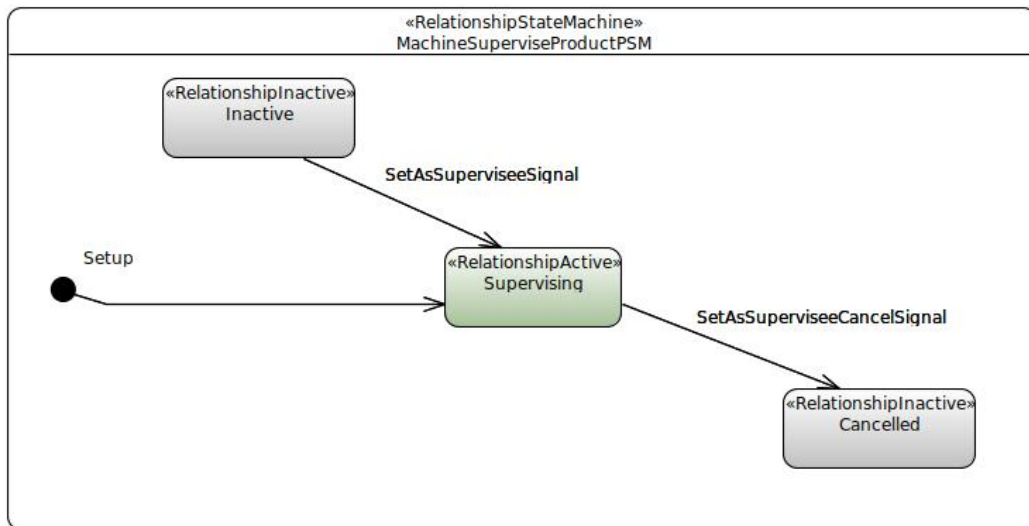 «RelationshipStateMachine»
MachineSuperviseProductPSM
«RelationshipInactive»
Inactive
SetAsSuperviseeSignal
Setup
«RelationshipActive»
Supervising
SetAsSuperviseeCancelSignal
«RelationshipInactive»
Cancelled